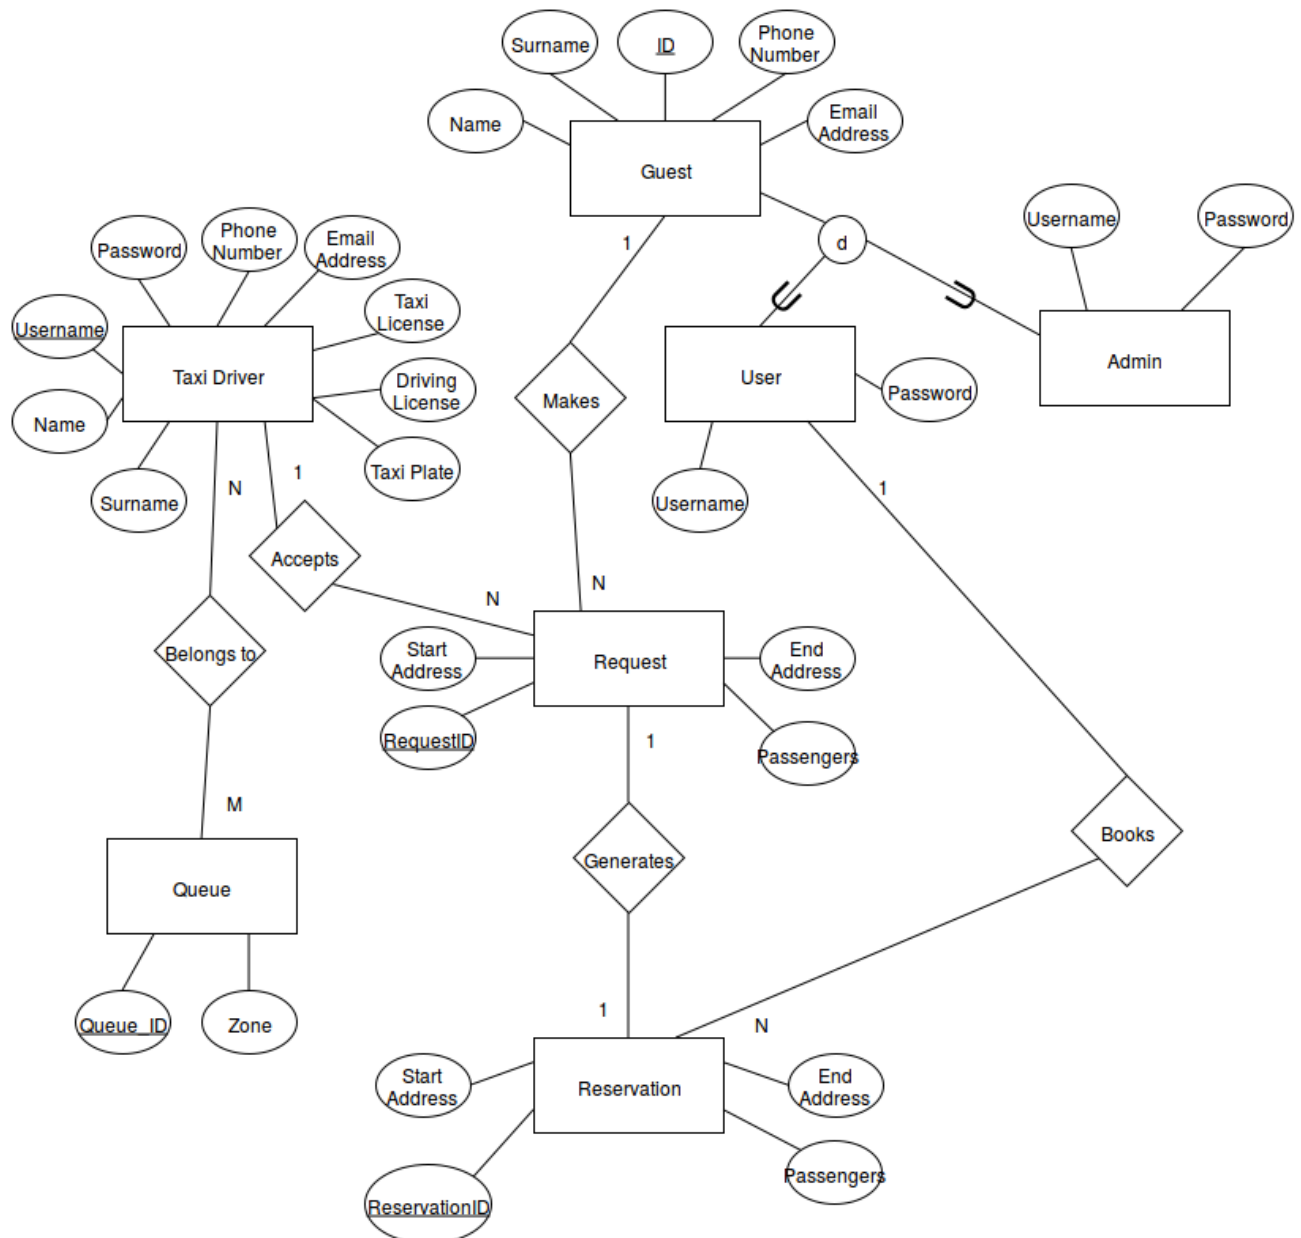 Surname
ID
Phone
Number
Name
Email
Address
Guest
Username
Password
1
d
Password
Phone
Number
Email
Address
Taxi
License
Username
Taxi Driver
Driving
License
Name
Taxi Plate
Surname
Makes
User
Password
Username
Admin
N
1
1
Accepts
N
N
Belongs to
Start
Address
Request
End
Address
RequestID
Passengers
1
M
Generates
Books
Queue
Queue_ID
Zone
1
N
Start
Address
Reservation
End
Address
ReservationID
Passengers